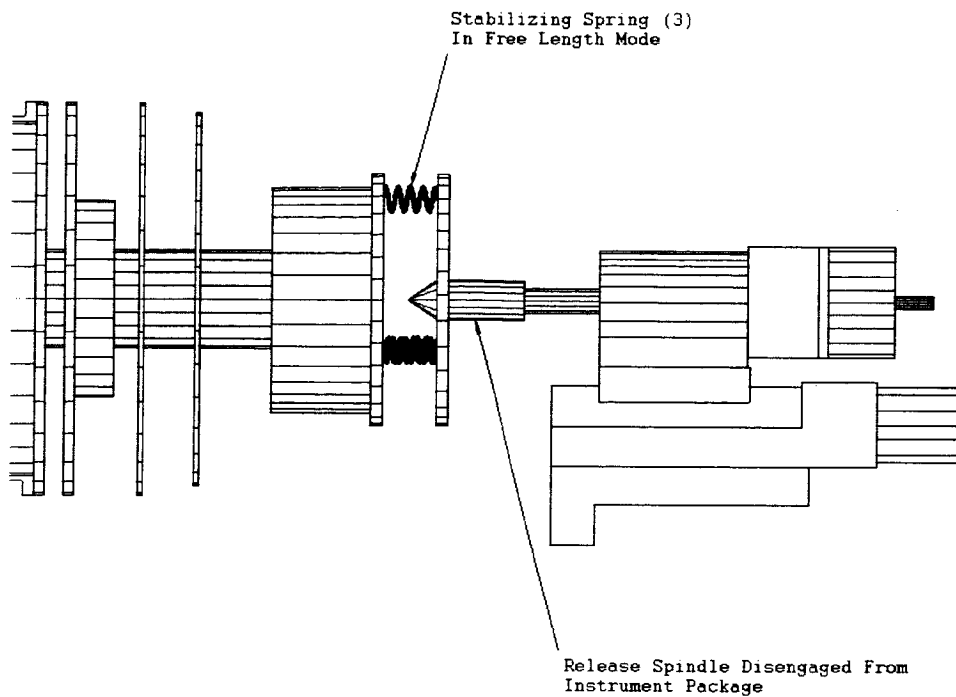 Stabilizing Spring (3)
In Free Length Mode
Release Spindle Disengaged From
Instrument Package